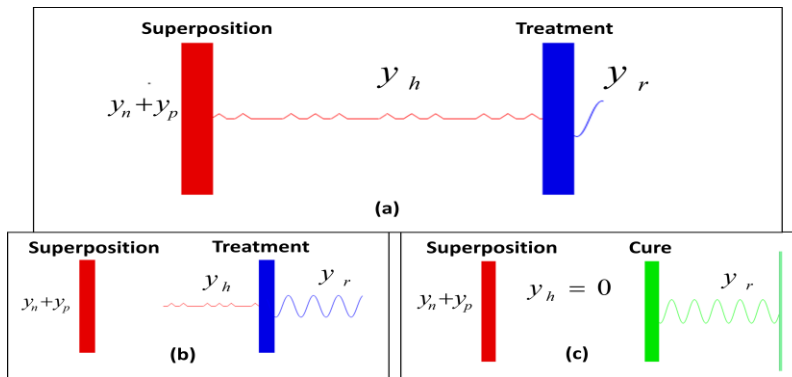 Superposition Treatment
y_h y_r
y_n+y_p
(a)
Superposition Treatment
y_h y_r
y_n+y_p
(b)
Superposition Cure
y_r
y_n+y_p y_h = 0
(c)